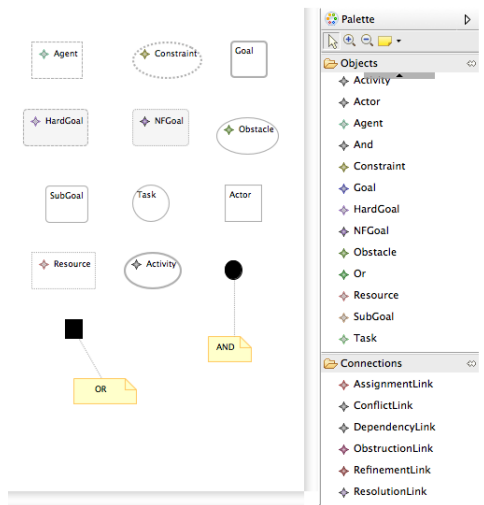 Agent
Constraint
Goal
HardGoal
NFGoal
Obstacle
SubGoal
Task
Actor
Resource
Activity
AND
OR
Palette
Objects
Activity
Actor
Agent
And
Constraint
Goal
HardGoal
NFGoal
Obstacle
Or
Resource
SubGoal
Task
Connections
AssignmentLink
ConflictLink
DependencyLink
ObstructionLink
RefinementLink
ResolutionLink